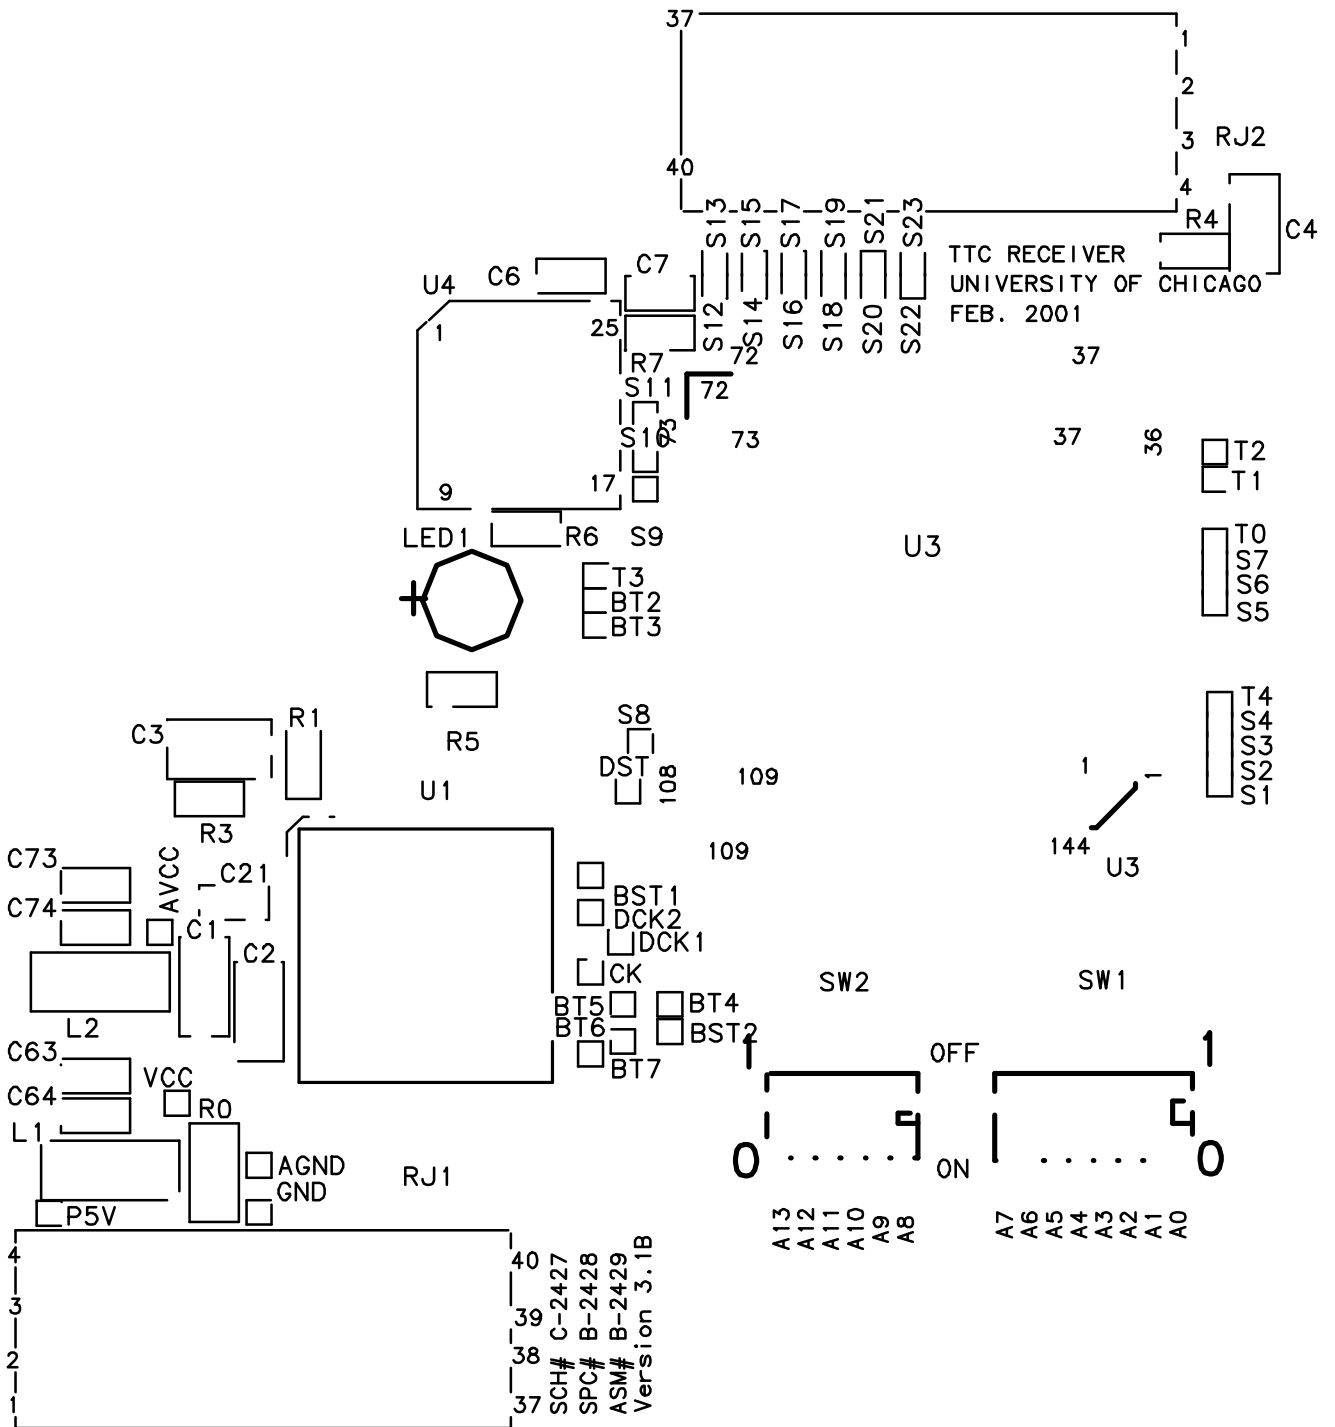 37
1
2
3
RJ2
40
4
S13
S15
S17
S19
S21
S23
R4
C4
TTC RECEIVER
UNIVERSITY OF CHICAGO
FEB. 2001
C6
C7
U4
1
25
S12
S14
S16
S18
S20
S22
R7
72
37
S11
72
S10
73
73
37
36
T2
T1
9
17
LED1
R6
S9
U3
T0
S7
S6
S5
+
T3
BT2
BT3
C3
R1
R5
S8
T4
S4
S3
S2
S1
DST
108
109
1
1
U1
R3
109
144
U3
C73
AVCC
C21
C74
C1
C2
BST1
DCK2
DCK1
CK
SW2
SW1
L2
BT5
BT4
BT6
BST2
BT7
C63
VCC
C64
R0
1
OFF
1
L1
AGND
GND
RJ1
0
ON
0
P5V
A13
A12
A11
A10
A9
A8
A7
A6
A5
A4
A3
A2
A1
A0
4
3
2
1
40
39
38
37
SCH# C-2427
SPC# B-2428
ASM# B-2429
Version 3.1B